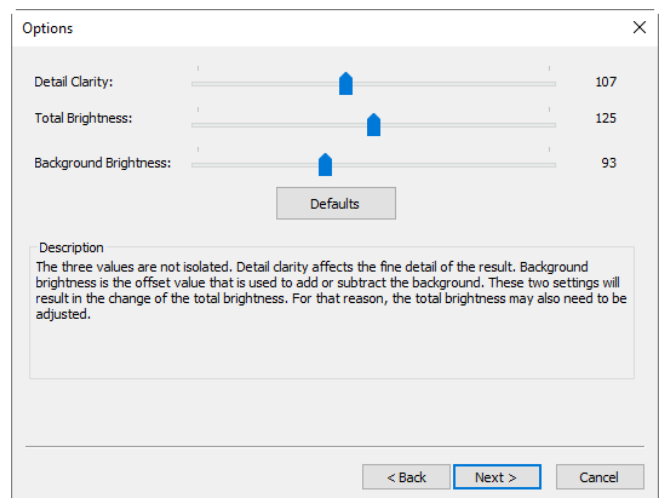 Options
Detail Clarity: 107
Total Brightness: 125
Background Brightness: 93
Defaults
Description
The three values are not isolated. Detail clarity affects the fine detail of the result. Background
brightness is the offset value that is used to add or subtract the background. These two settings will
result in the change of the total brightness. For that reason, the total brightness may also need to be
adjusted.
< Back Next > Cancel